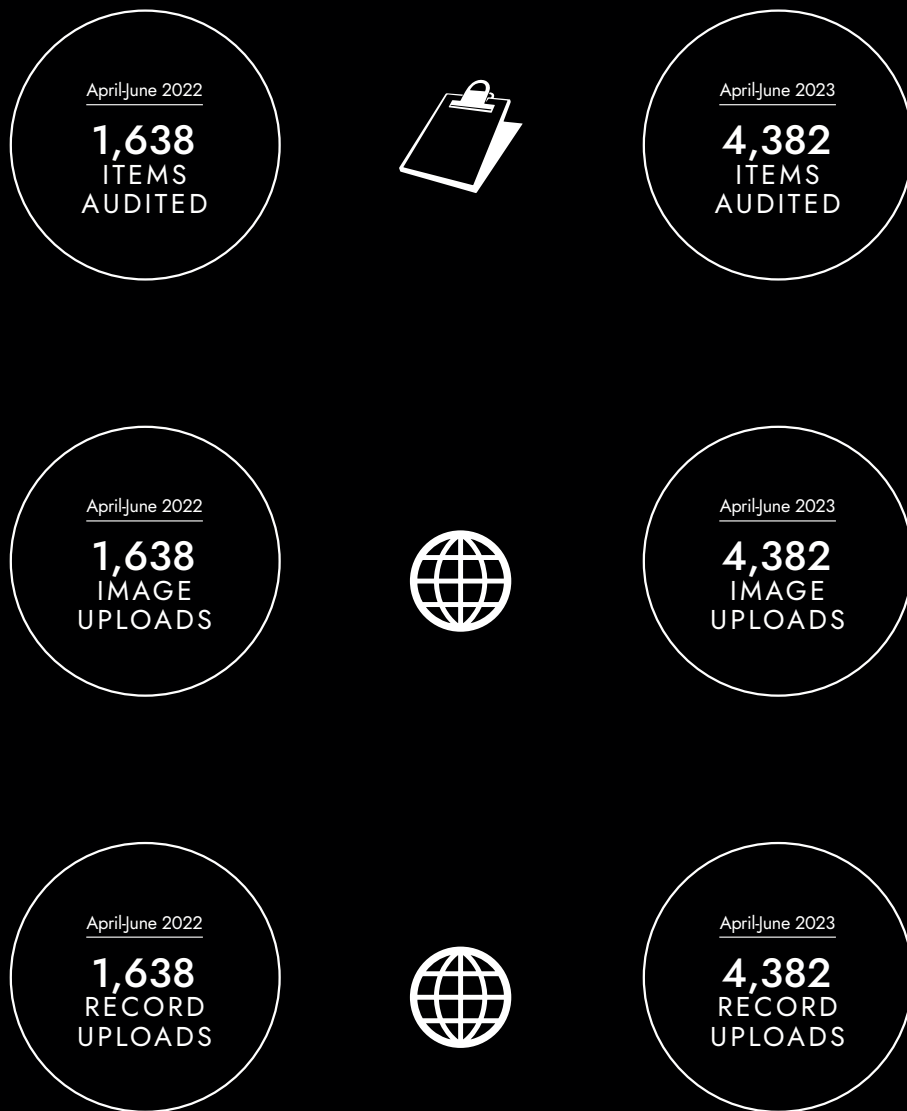 April-June 2022
1,638
ITEMS
AUDITED
April-June 2023
4,382
ITEMS
AUDITED
April-June 2022
1,638
IMAGE
UPLOADS
April-June 2023
4,382
IMAGE
UPLOADS
April-June 2022
1,638
RECORD
UPLOADS
April-June 2023
4,382
RECORD
UPLOADS